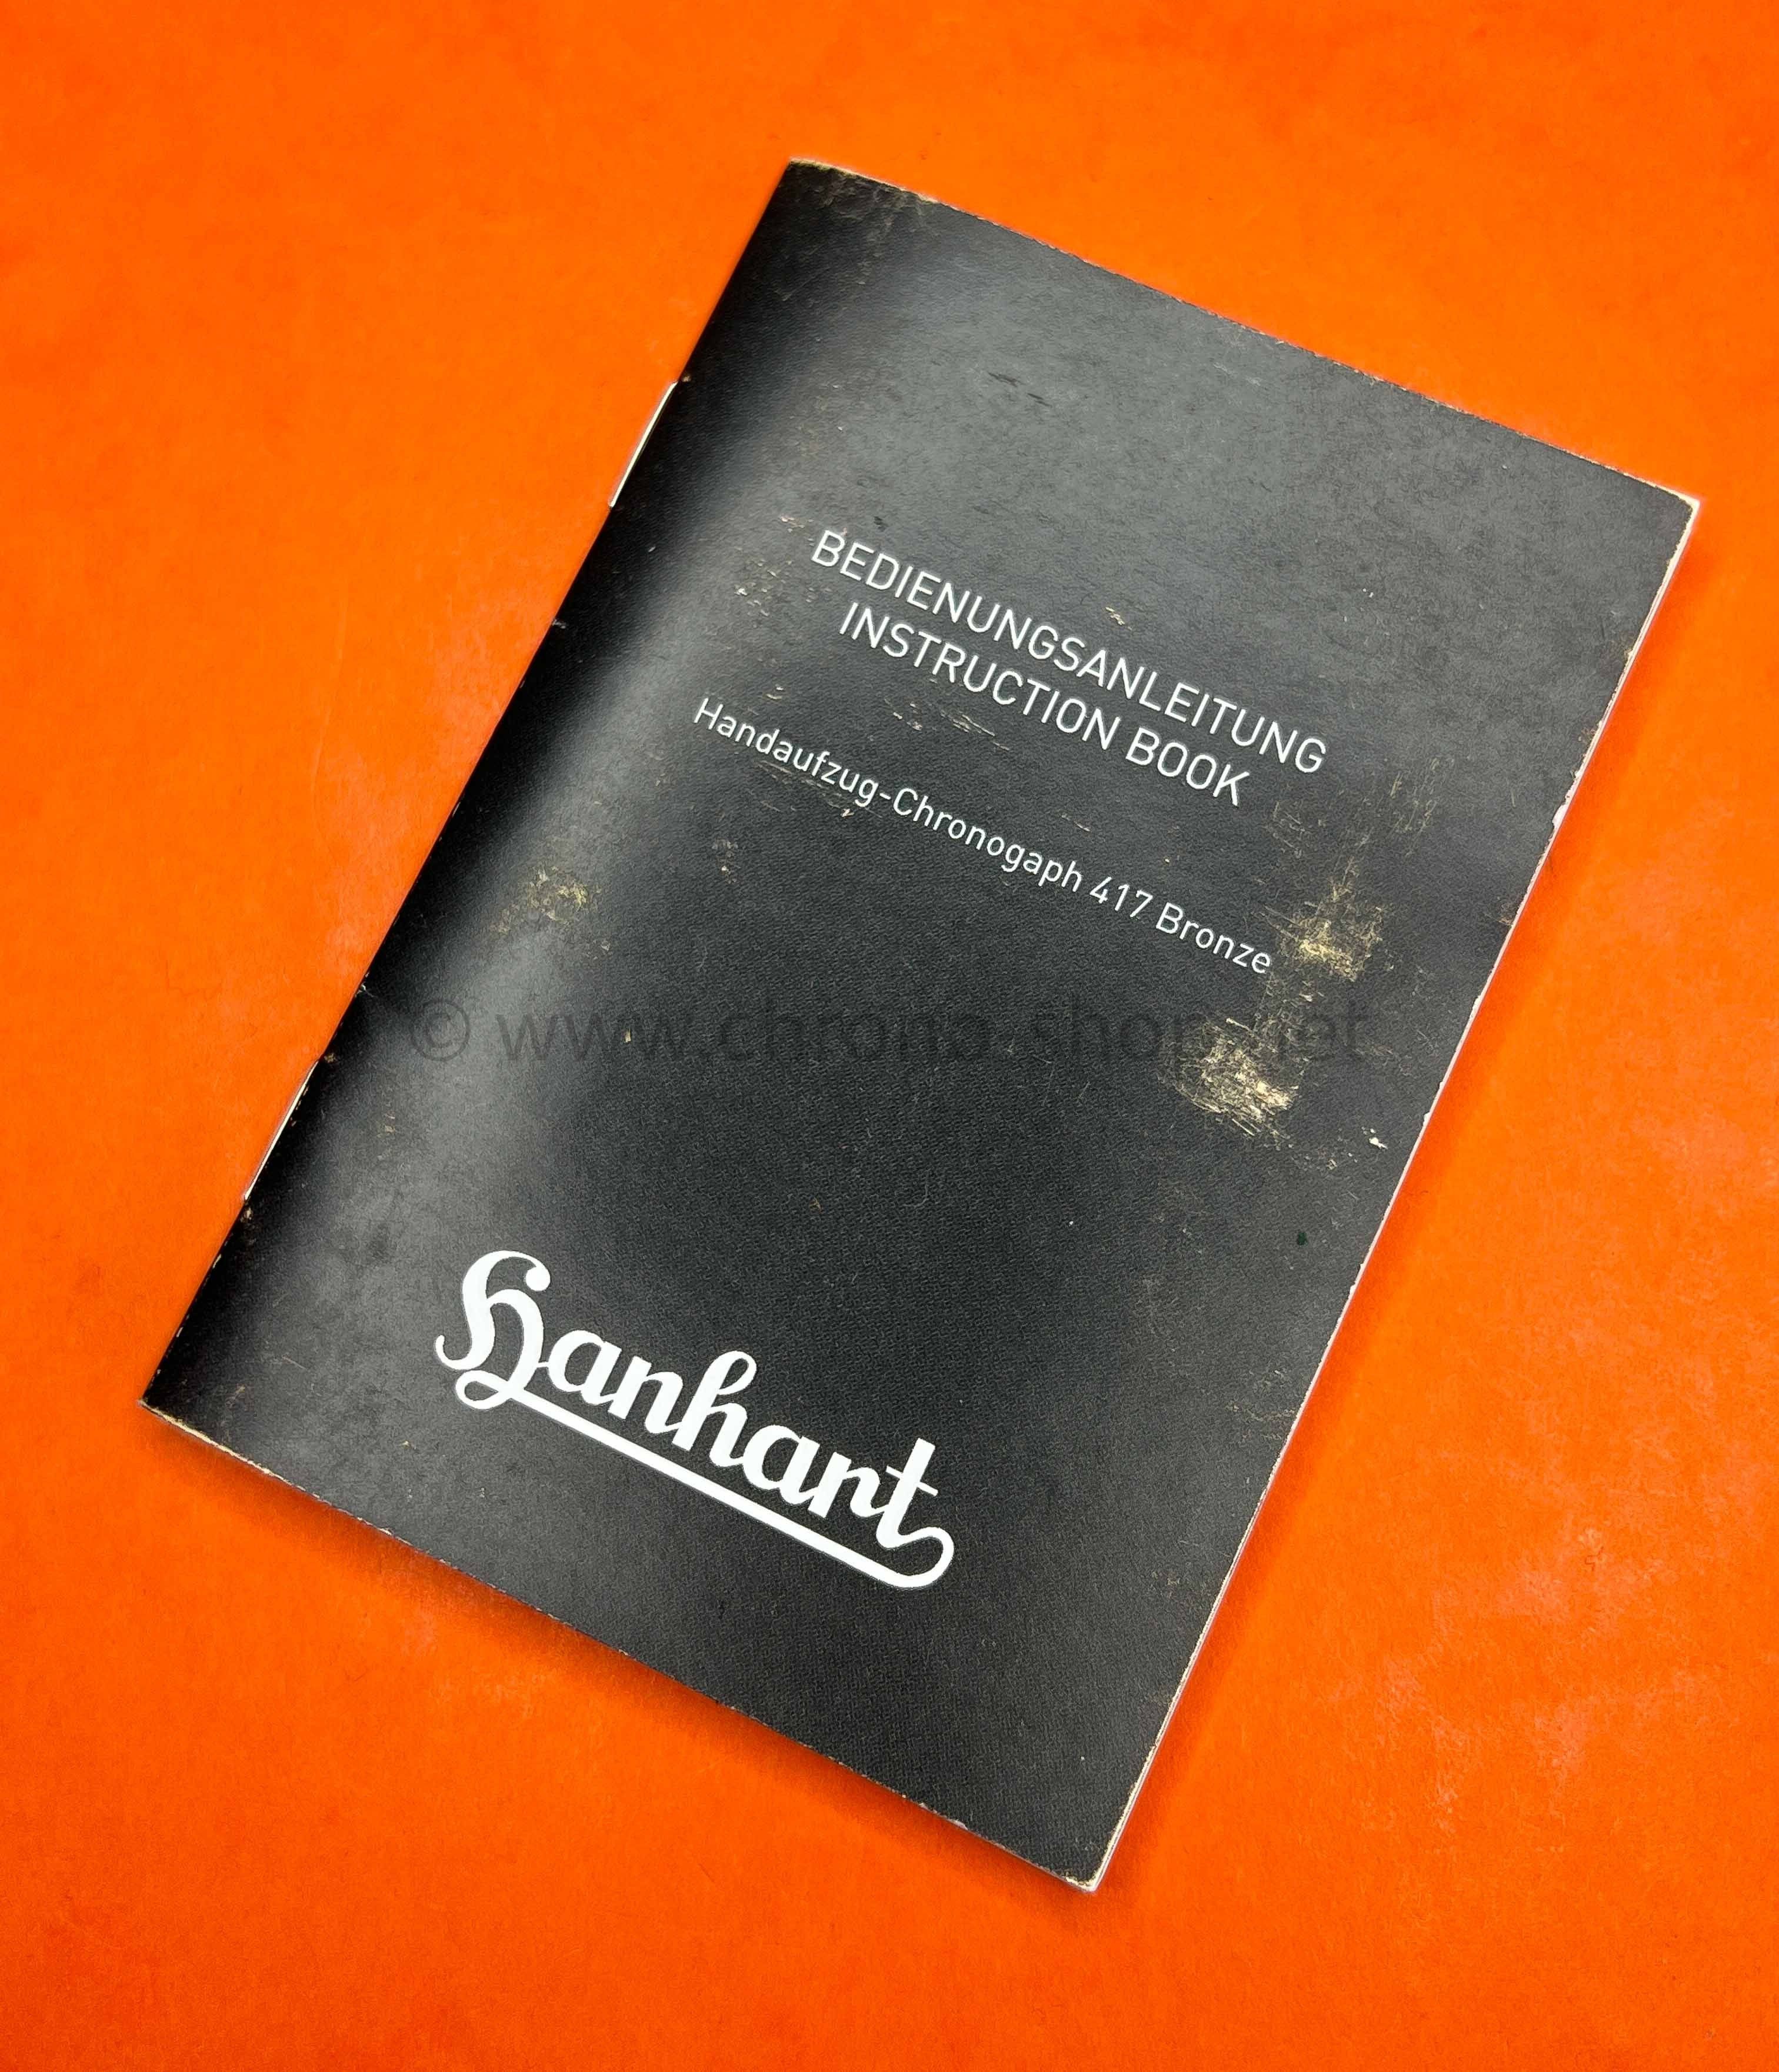 BEDIENUNGSANLEITUNG
INSTRUCTION BOOK
Handaufzug-Chronogaph 417 Bronze
© www.chrono-shop.net
Hanhart